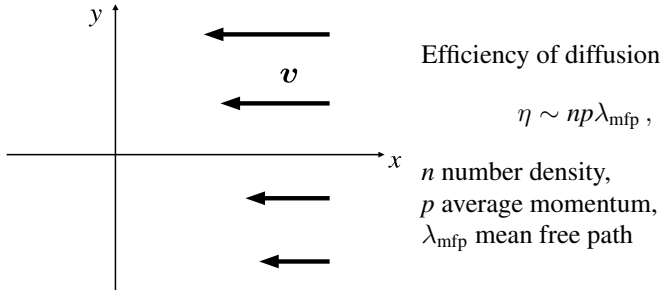 y
v
x
Efficiency of diffusion
η ∼ npλ_mfp ,
n number density,
p average momentum,
λ_mfp mean free path